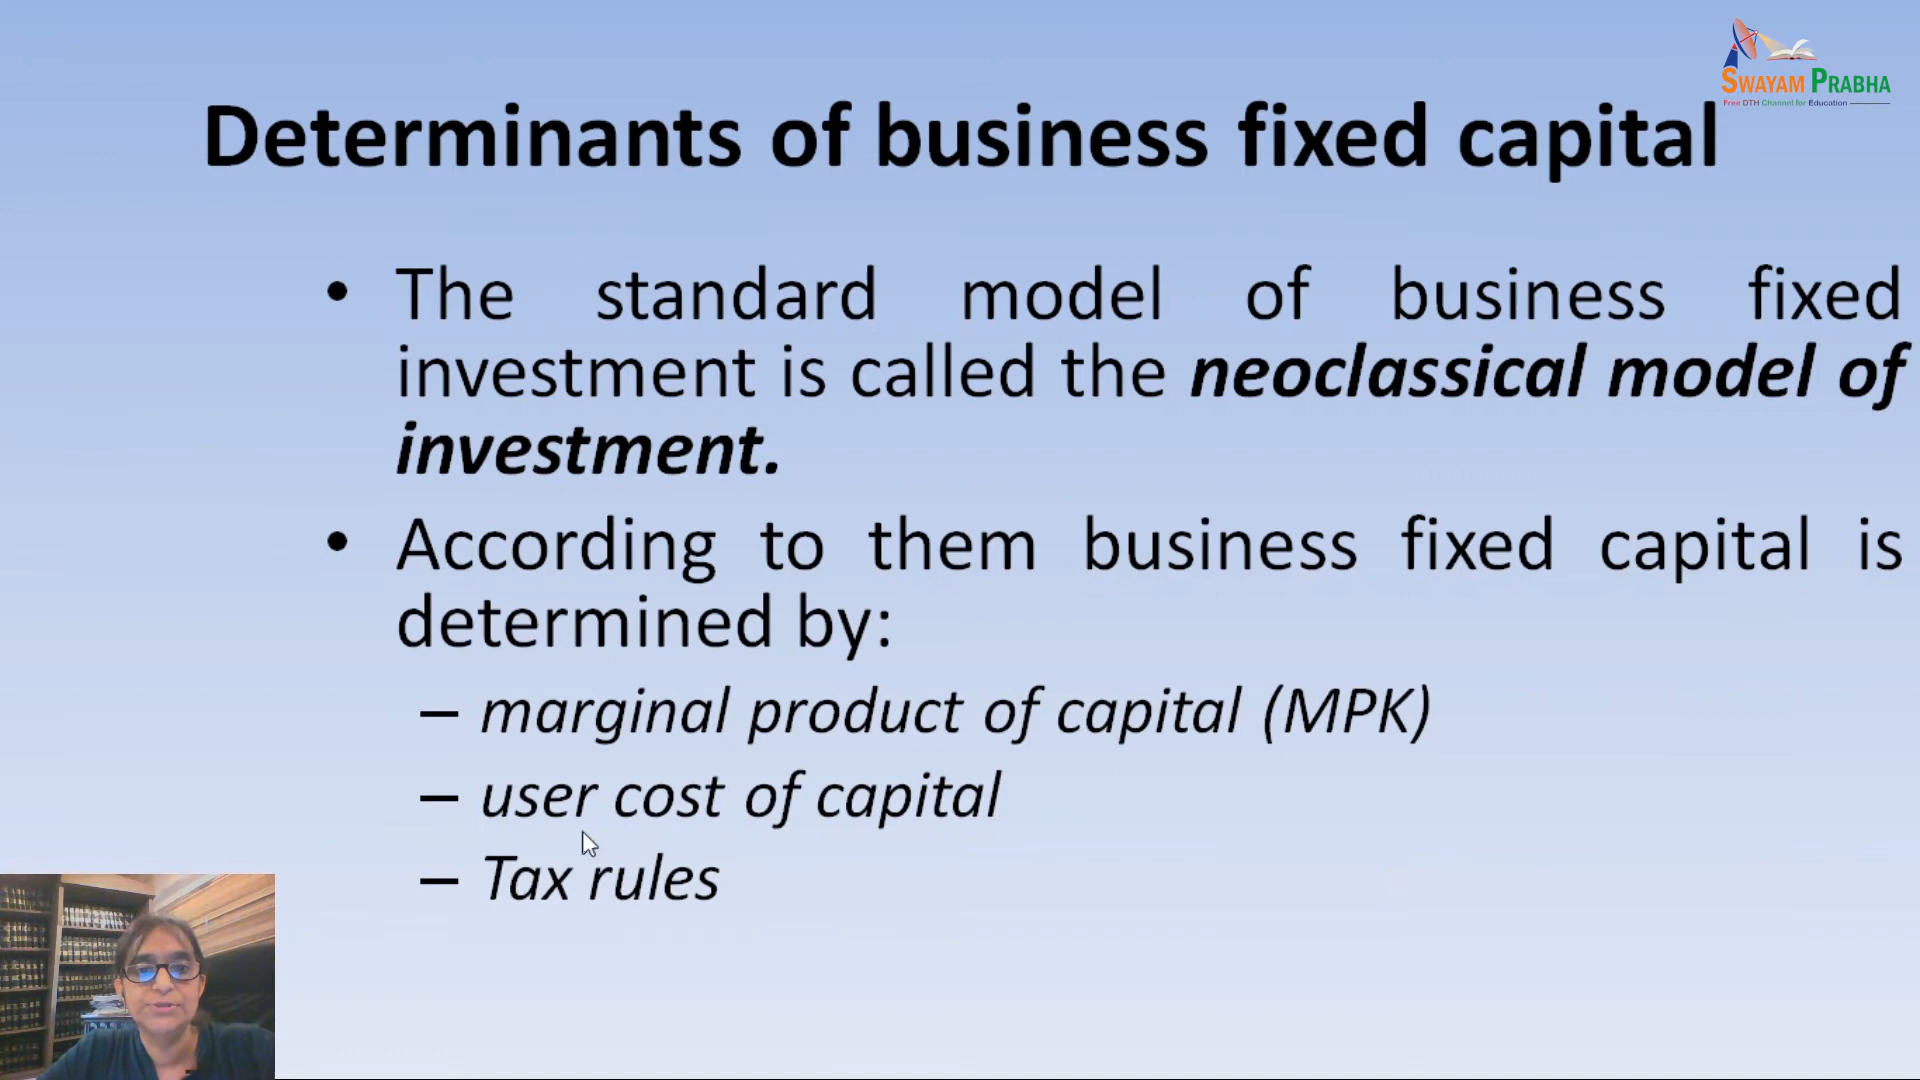 SWAYAM PRABHA
Free DTH Channel for Education
Determinants of business fixed capital
• The standard model of business fixed
investment is called the neoclassical model of
investment.
• According to them business fixed capital is
determined by:
– marginal product of capital (MPK)
– user cost of capital
– Tax rules